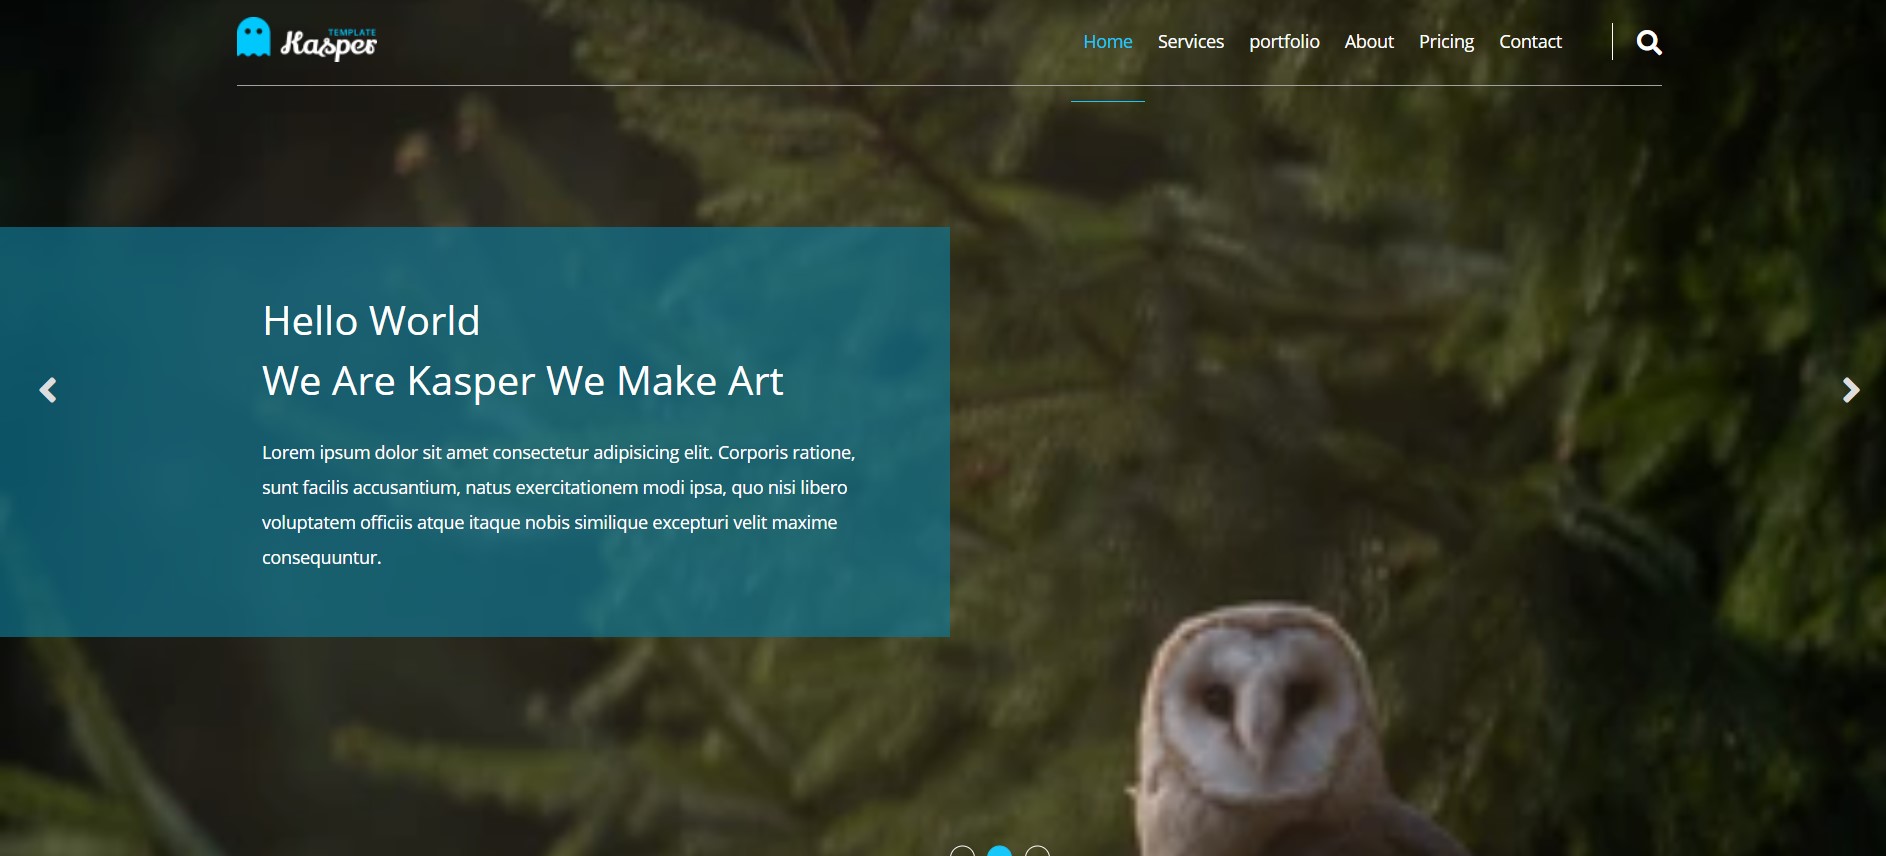 TEMPLATE
Kasper
Home Services portfolio About Pricing Contact
Hello World
We Are Kasper We Make Art
Lorem ipsum dolor sit amet consectetur adipisicing elit. Corporis ratione,
sunt facilis accusantium, natus exercitationem modi ipsa, quo nisi libero
voluptatem officiis atque itaque nobis similique excepturi velit maxime
consequuntur.